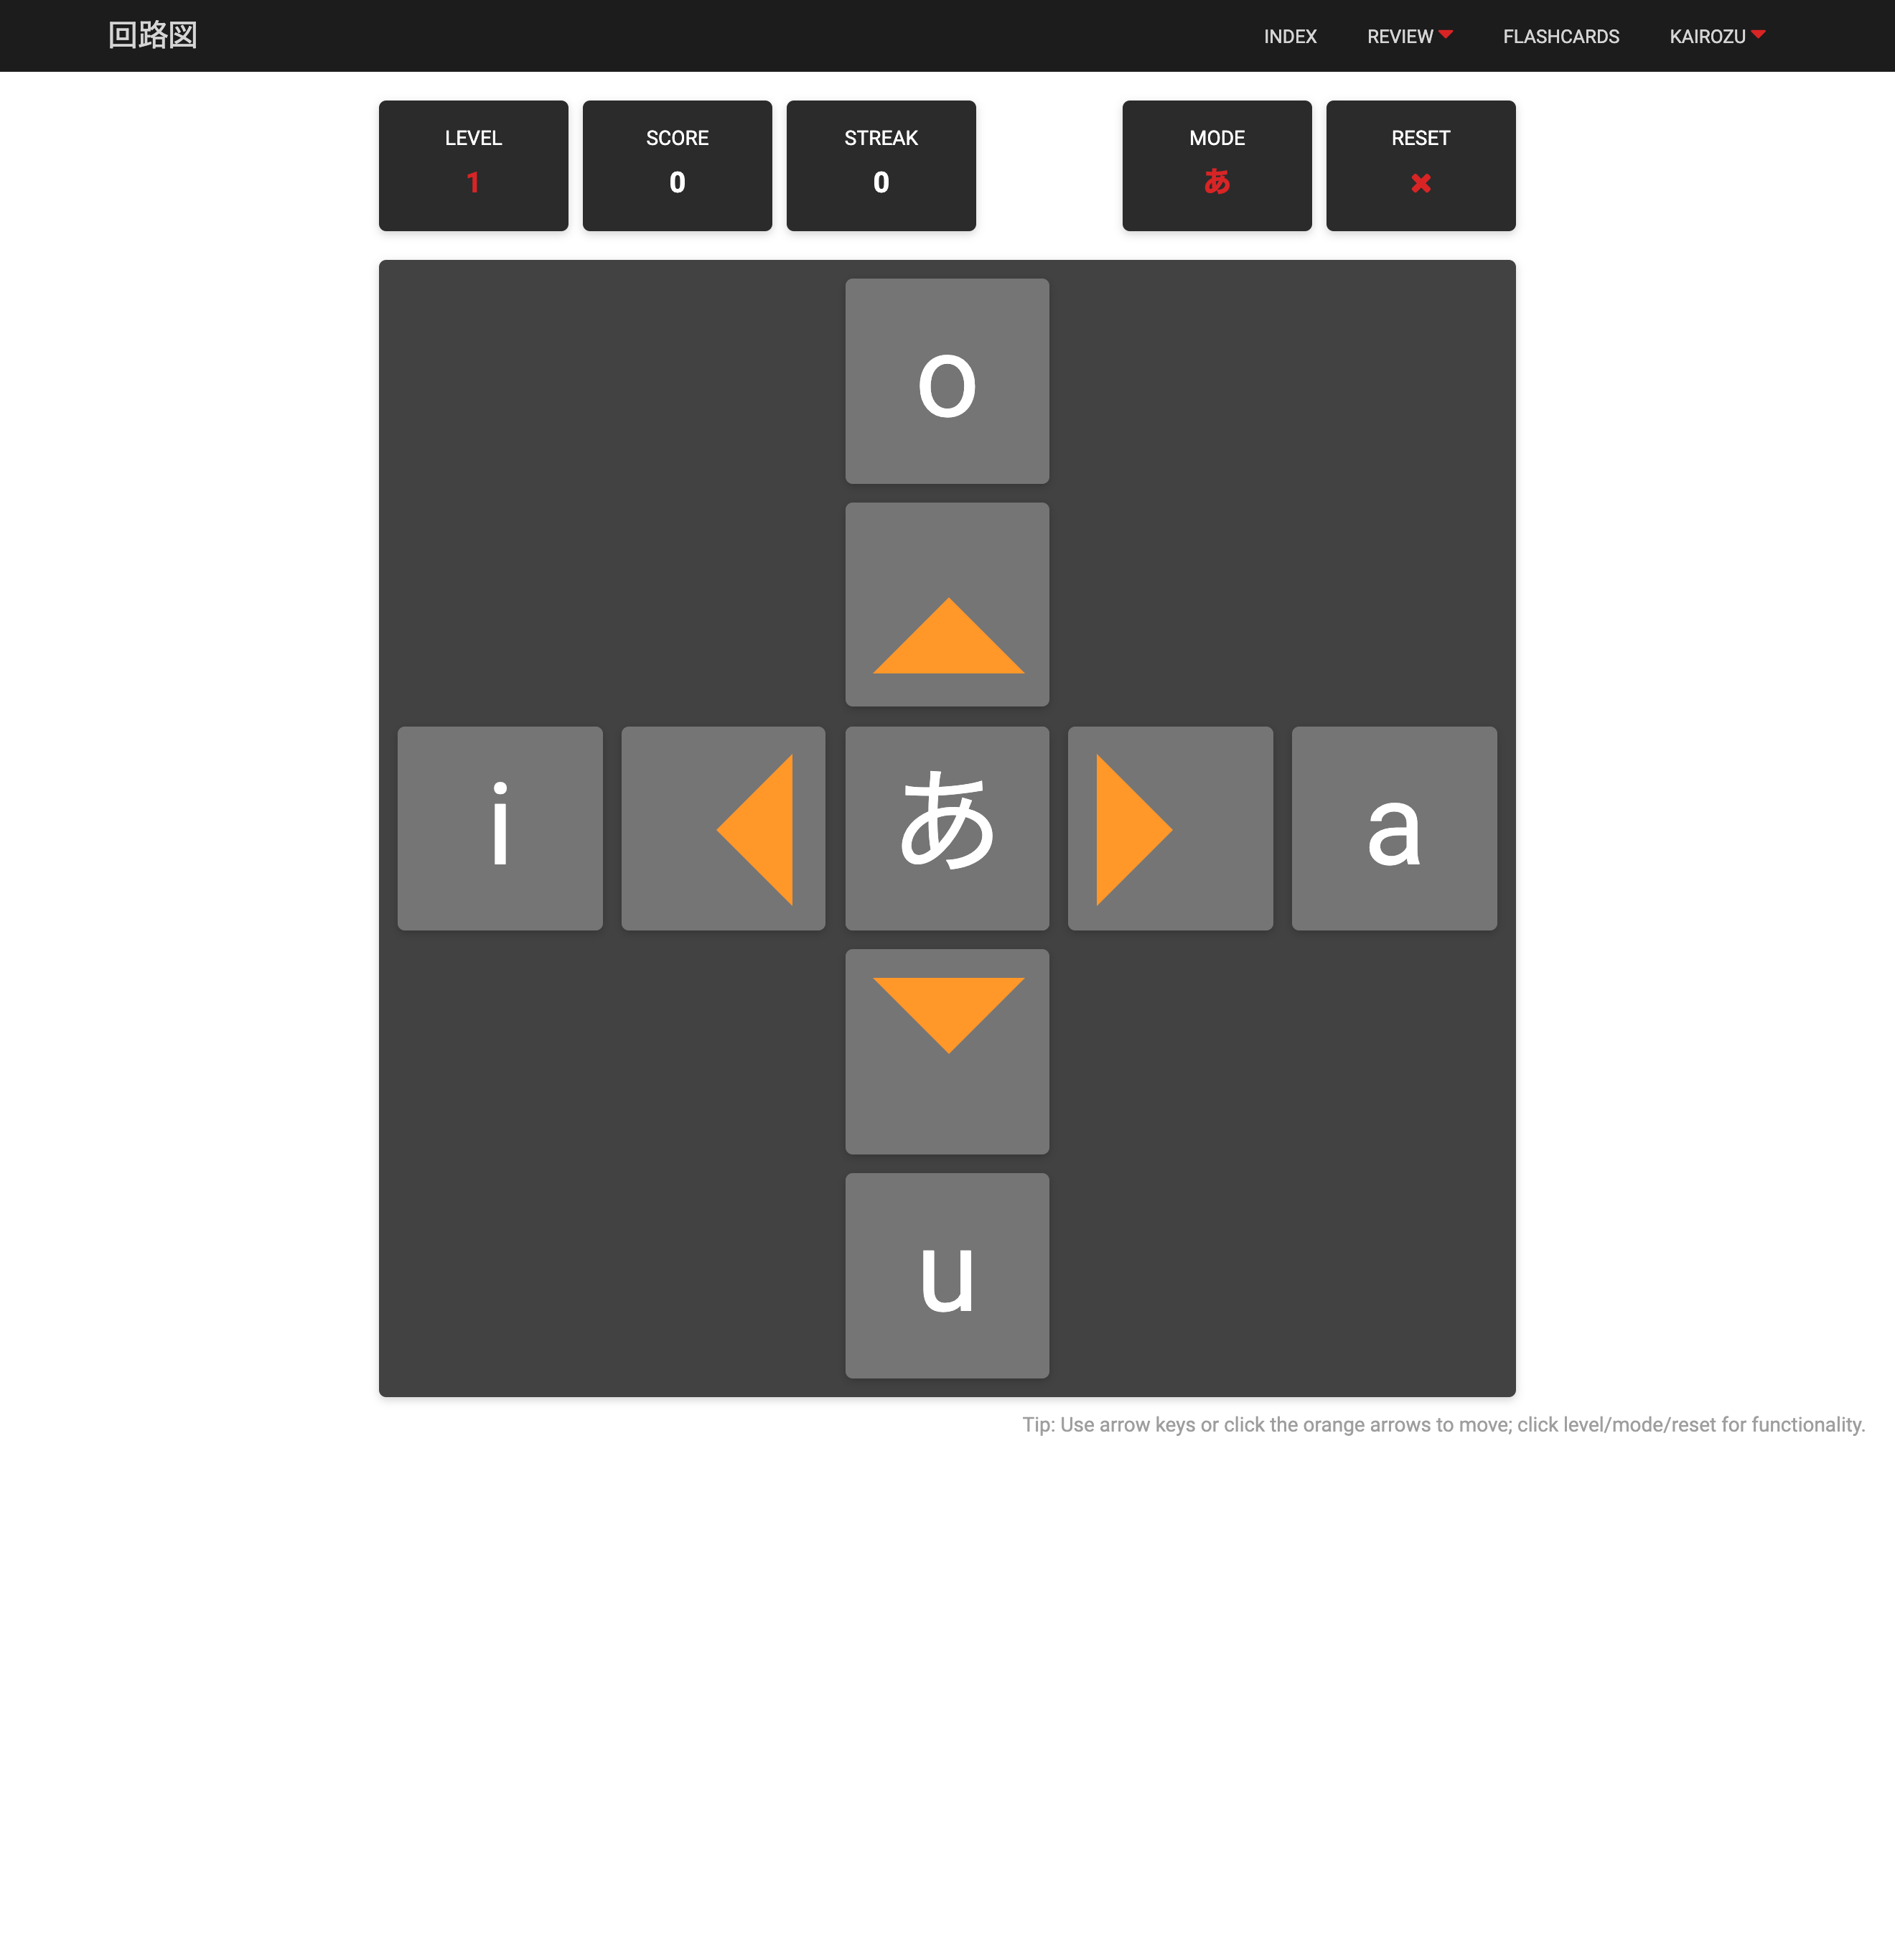 回路図
INDEX
REVIEW
FLASHCARDS
KAIROZU
LEVEL
1
SCORE
0
STREAK
0
MODE
あ
RESET
o
i
あ
a
u
Tip: Use arrow keys or click the orange arrows to move; click level/mode/reset for functionality.